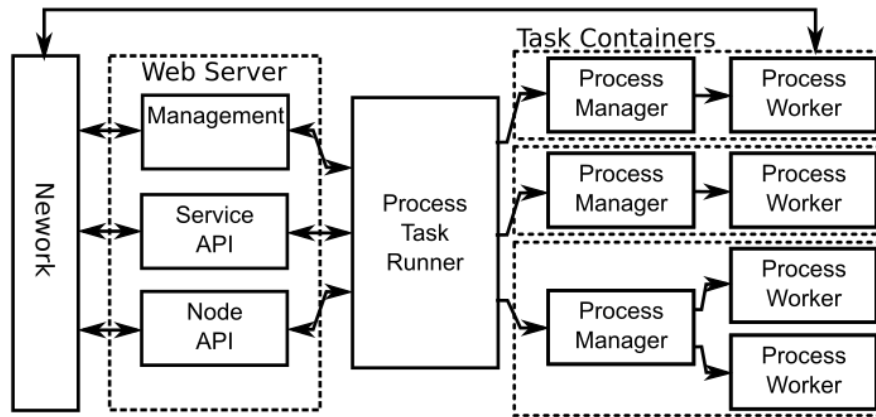 Task Containers
Web Server
Process
Manager
Process
Worker
Management
Nework
Service
API
Process
Task
Runner
Process
Manager
Process
Worker
Node
API
Process
Manager
Process
Worker
Process
Worker